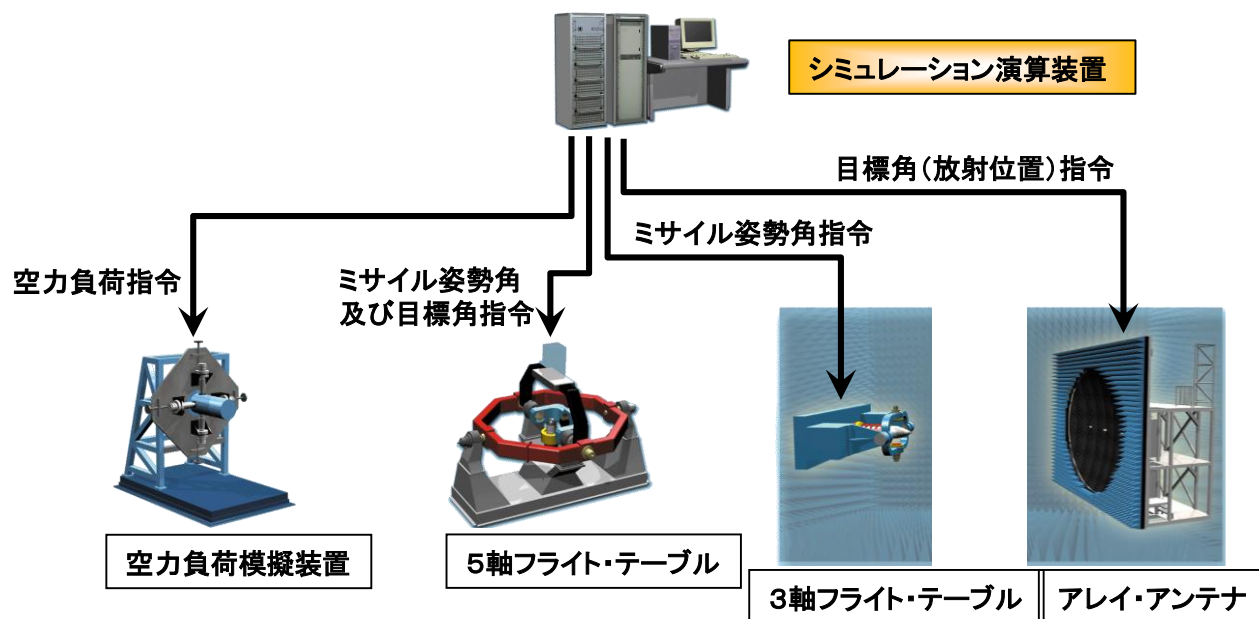 シミュレーション演算装置
目標角(放射位置)指令
ミサイル姿勢角指令
空力負荷指令
ミサイル姿勢角
及び目標角指令
空力負荷模擬装置
5軸フライト・テーブル
3軸フライト・テーブル
アレイ・アンテナ